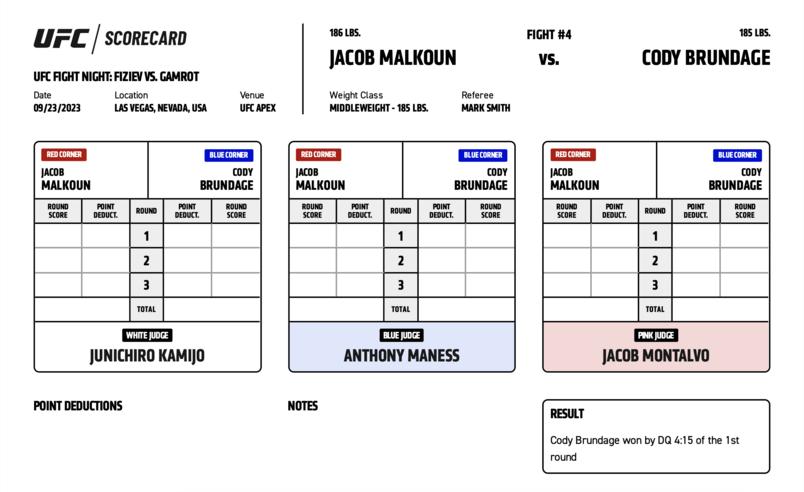 UFC / SCORECARD
UFC FIGHT NIGHT: FIZIEV VS. GAMROT
Date Location Venue
09/23/2023 LAS VEGAS, NEVADA, USA UFC APEX
186 LBS. FIGHT #4 185 LBS.
JACOB MALKOUN VS. CODY BRUNDAGE
Weight Class Referee
MIDDLEWEIGHT - 185 LBS. MARK SMITH
RED CORNER BLUE CORNER
JACOB MALKOUN CODY BRUNDAGE
ROUND SCORE POINT DEDUCT. ROUND POINT DEDUCT. ROUND SCORE
1
2
3
TOTAL
WHITE JUDGE
JUNICHIRO KAMIJO
RED CORNER BLUE CORNER
JACOB MALKOUN CODY BRUNDAGE
ROUND SCORE POINT DEDUCT. ROUND POINT DEDUCT. ROUND SCORE
1
2
3
TOTAL
BLUE JUDGE
ANTHONY MANESS
RED CORNER BLUE CORNER
JACOB MALKOUN CODY BRUNDAGE
ROUND SCORE POINT DEDUCT. ROUND POINT DEDUCT. ROUND SCORE
1
2
3
TOTAL
PINK JUDGE
JACOB MONTALVO
POINT DEDUCTIONS
NOTES
RESULT
Cody Brundage won by DQ 4:15 of the 1st
round